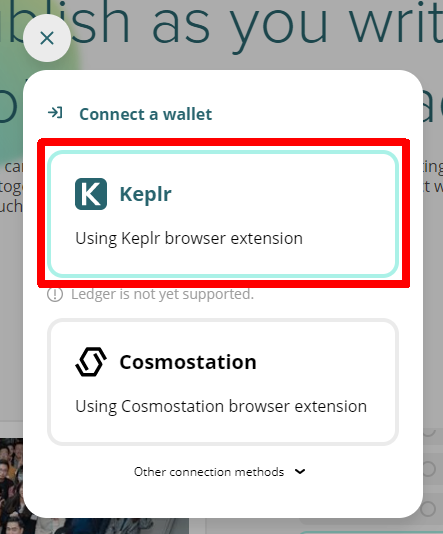 blish as you writ
Connect a wallet
Keplr
Using Keplr browser extension
Ledger is not yet supported.
Cosmostation
Using Cosmostation browser extension
Other connection methods